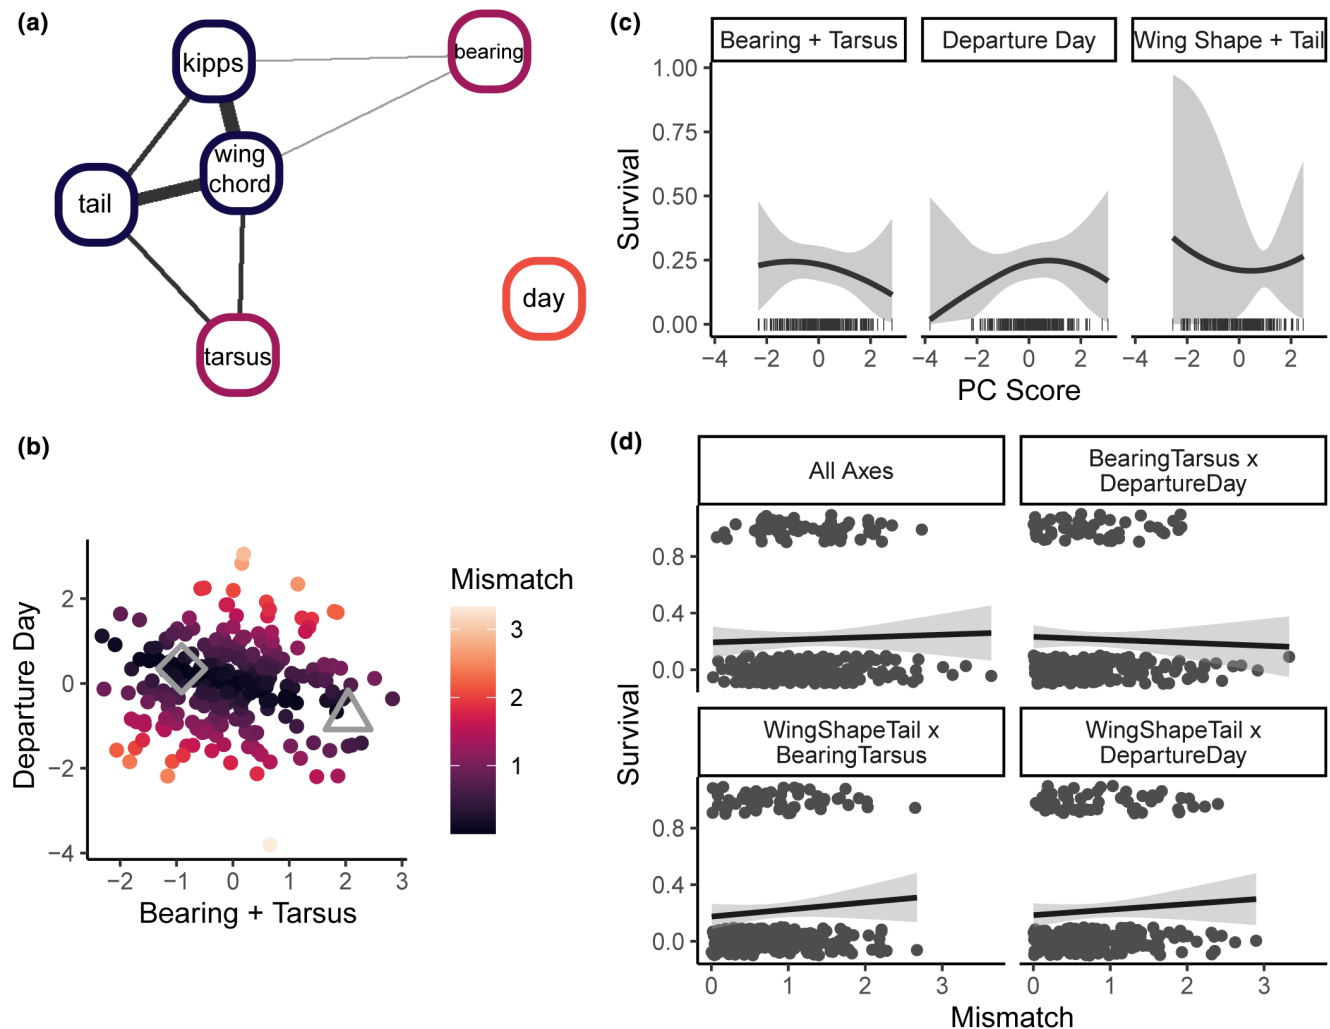 (a)
kipps
bearing
wing
chord
tail
day
tarsus
(b)
Departure Day
2
0
−2
−4
−2
−1
0
1
2
3
Bearing + Tarsus
Mismatch
3
2
1
(c)
Bearing + Tarsus
Departure Day
Wing Shape + Tail
Survival
1.00
0.75
0.50
0.25
0.00
−4
−2
0
2
−4
−2
0
2
−4
−2
0
2
PC Score
(d)
All Axes
BearingTarsus x
DepartureDay
Survival
0.8
0.4
0.0
WingShapeTail x
BearingTarsus
WingShapeTail x
DepartureDay
0.8
0.4
0.0
0
1
2
3
0
1
2
3
Mismatch